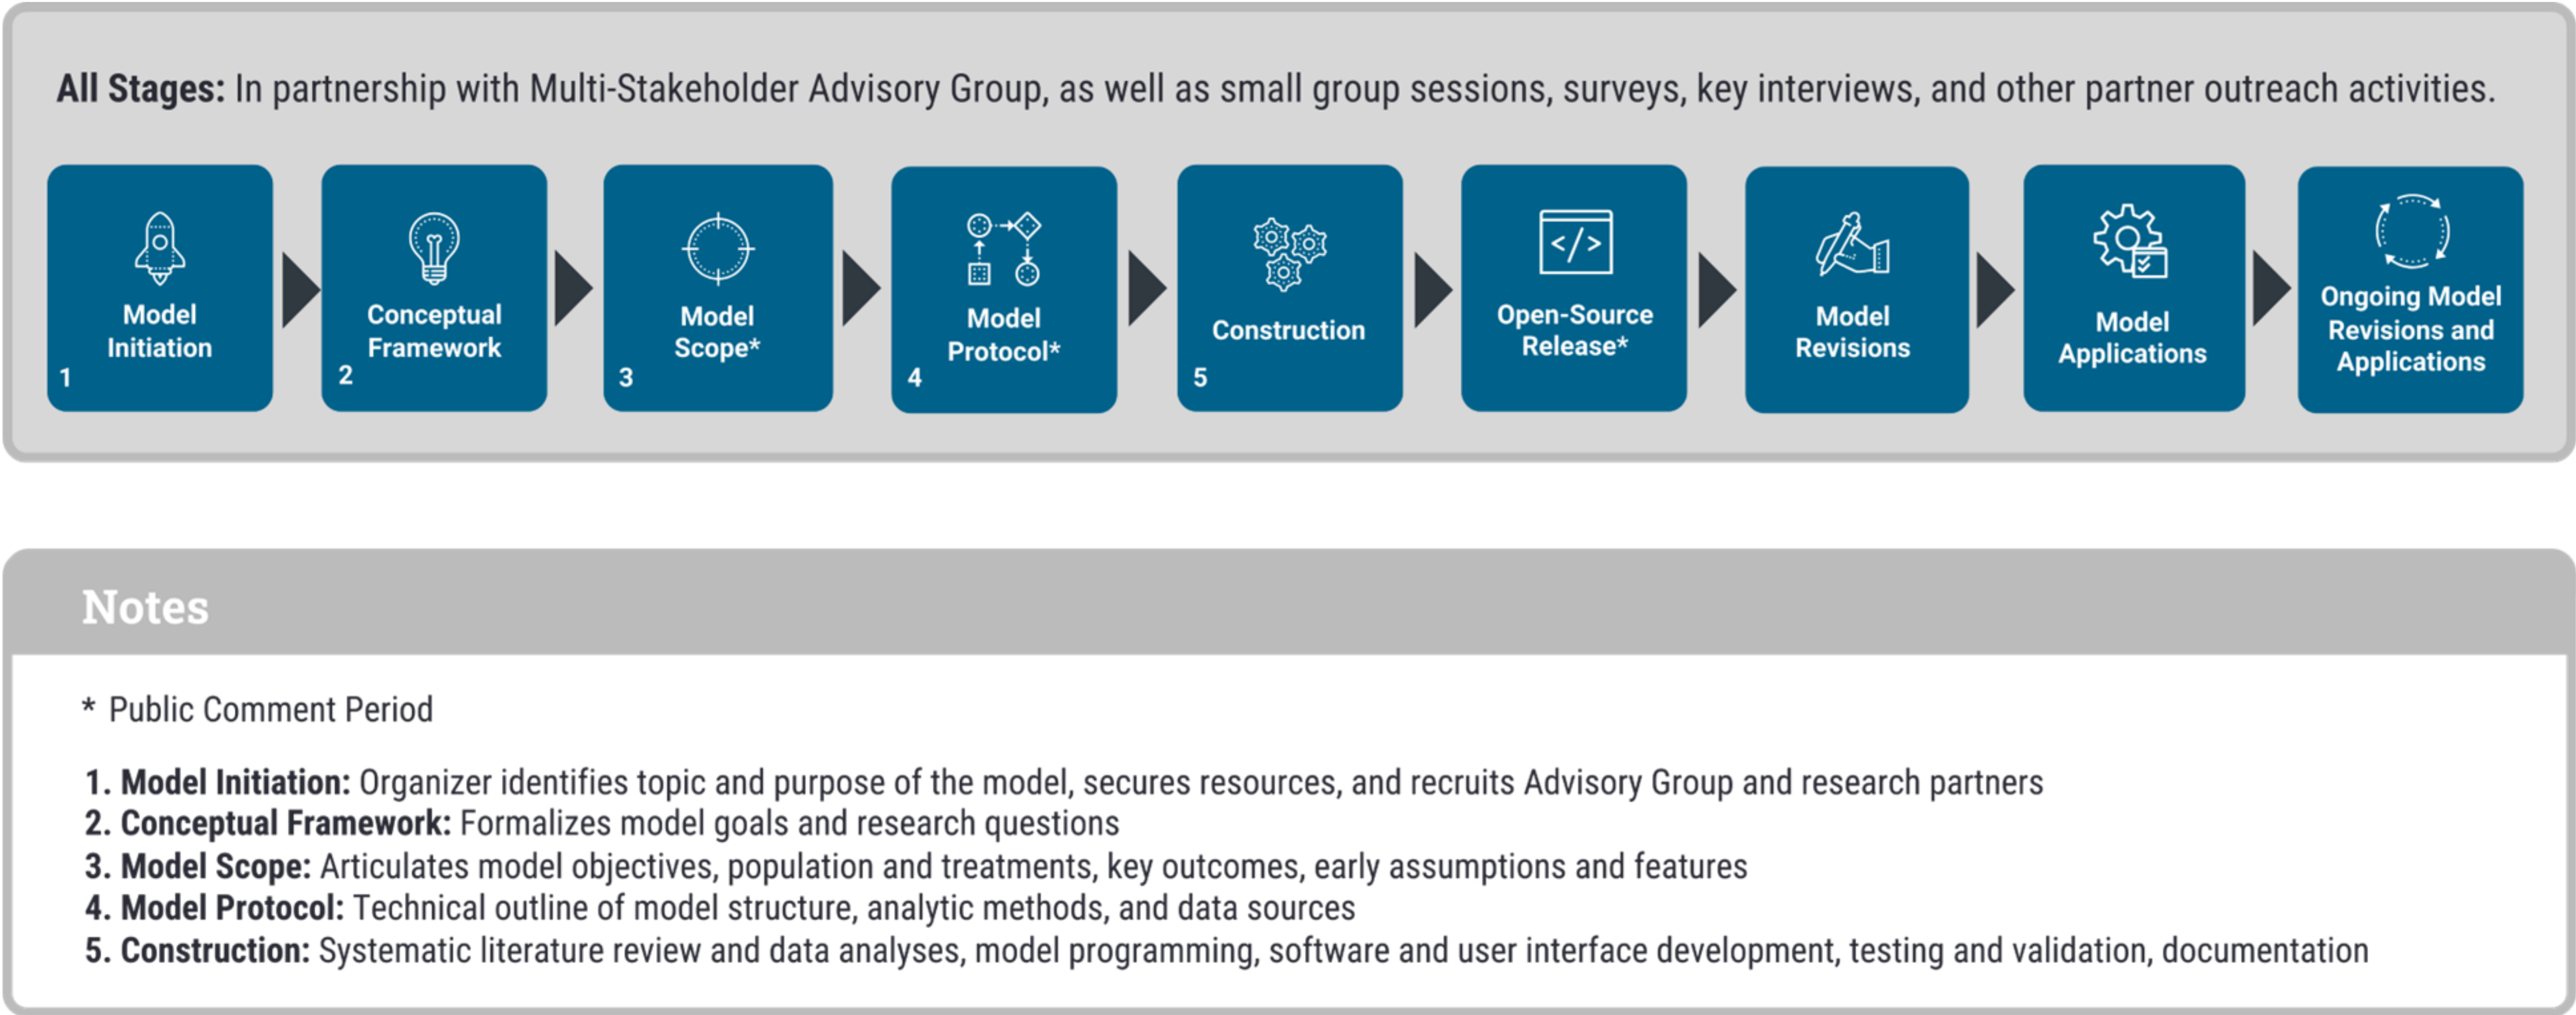 All Stages: In partnership with Multi-Stakeholder Advisory Group, as well as small group sessions, surveys, key interviews, and other partner outreach activities.
Model
Initiation
1
Conceptual
Framework
2
Model
Scope*
3
Model
Protocol*
4
</>
Construction
5
Open-Source
Release*
Model
Revisions
Model
Applications
Ongoing Model
Revisions and
Applications
Notes
* Public Comment Period
1. Model Initiation: Organizer identifies topic and purpose of the model, secures resources, and recruits Advisory Group and research partners
2. Conceptual Framework: Formalizes model goals and research questions
3. Model Scope: Articulates model objectives, population and treatments, key outcomes, early assumptions and features
4. Model Protocol: Technical outline of model structure, analytic methods, and data sources
5. Construction: Systematic literature review and data analyses, model programming, software and user interface development, testing and validation, documentation